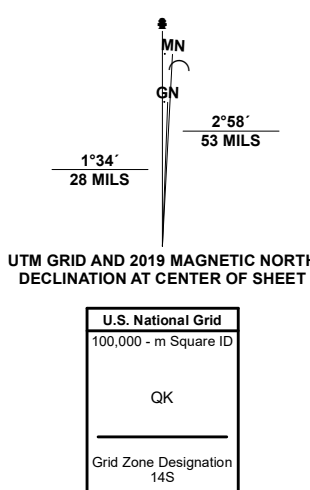 MN
GN
2°58´
53 MILS
1°34´
28 MILS
UTM GRID AND 2019 MAGNETIC NORTH
DECLINATION AT CENTER OF SHEET
U.S. National Grid
100,000 - m Square ID
QK
Grid Zone Designation
14S